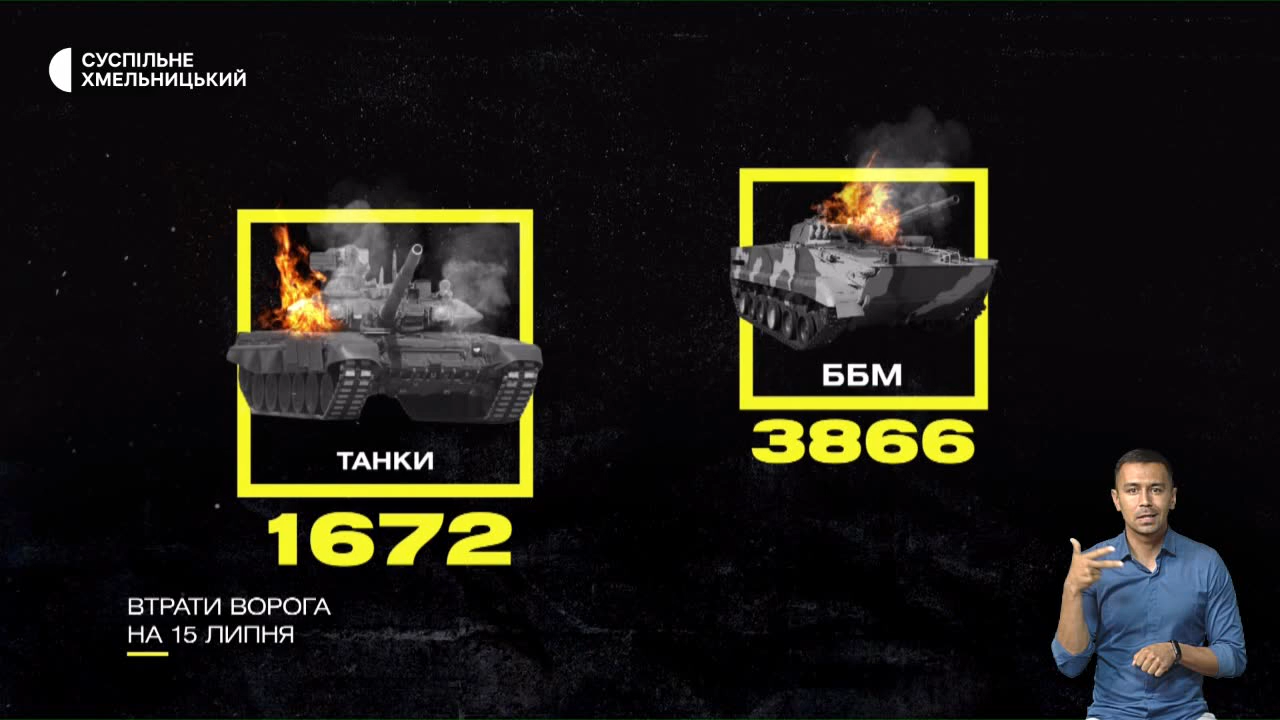 СУСПІЛЬНЕ
ХМЕЛЬНИЦЬКИЙ
ТАНКИ
1672
ББМ
3866
ВТРАТИ ВОРОГА
НА 15 ЛИПНЯ